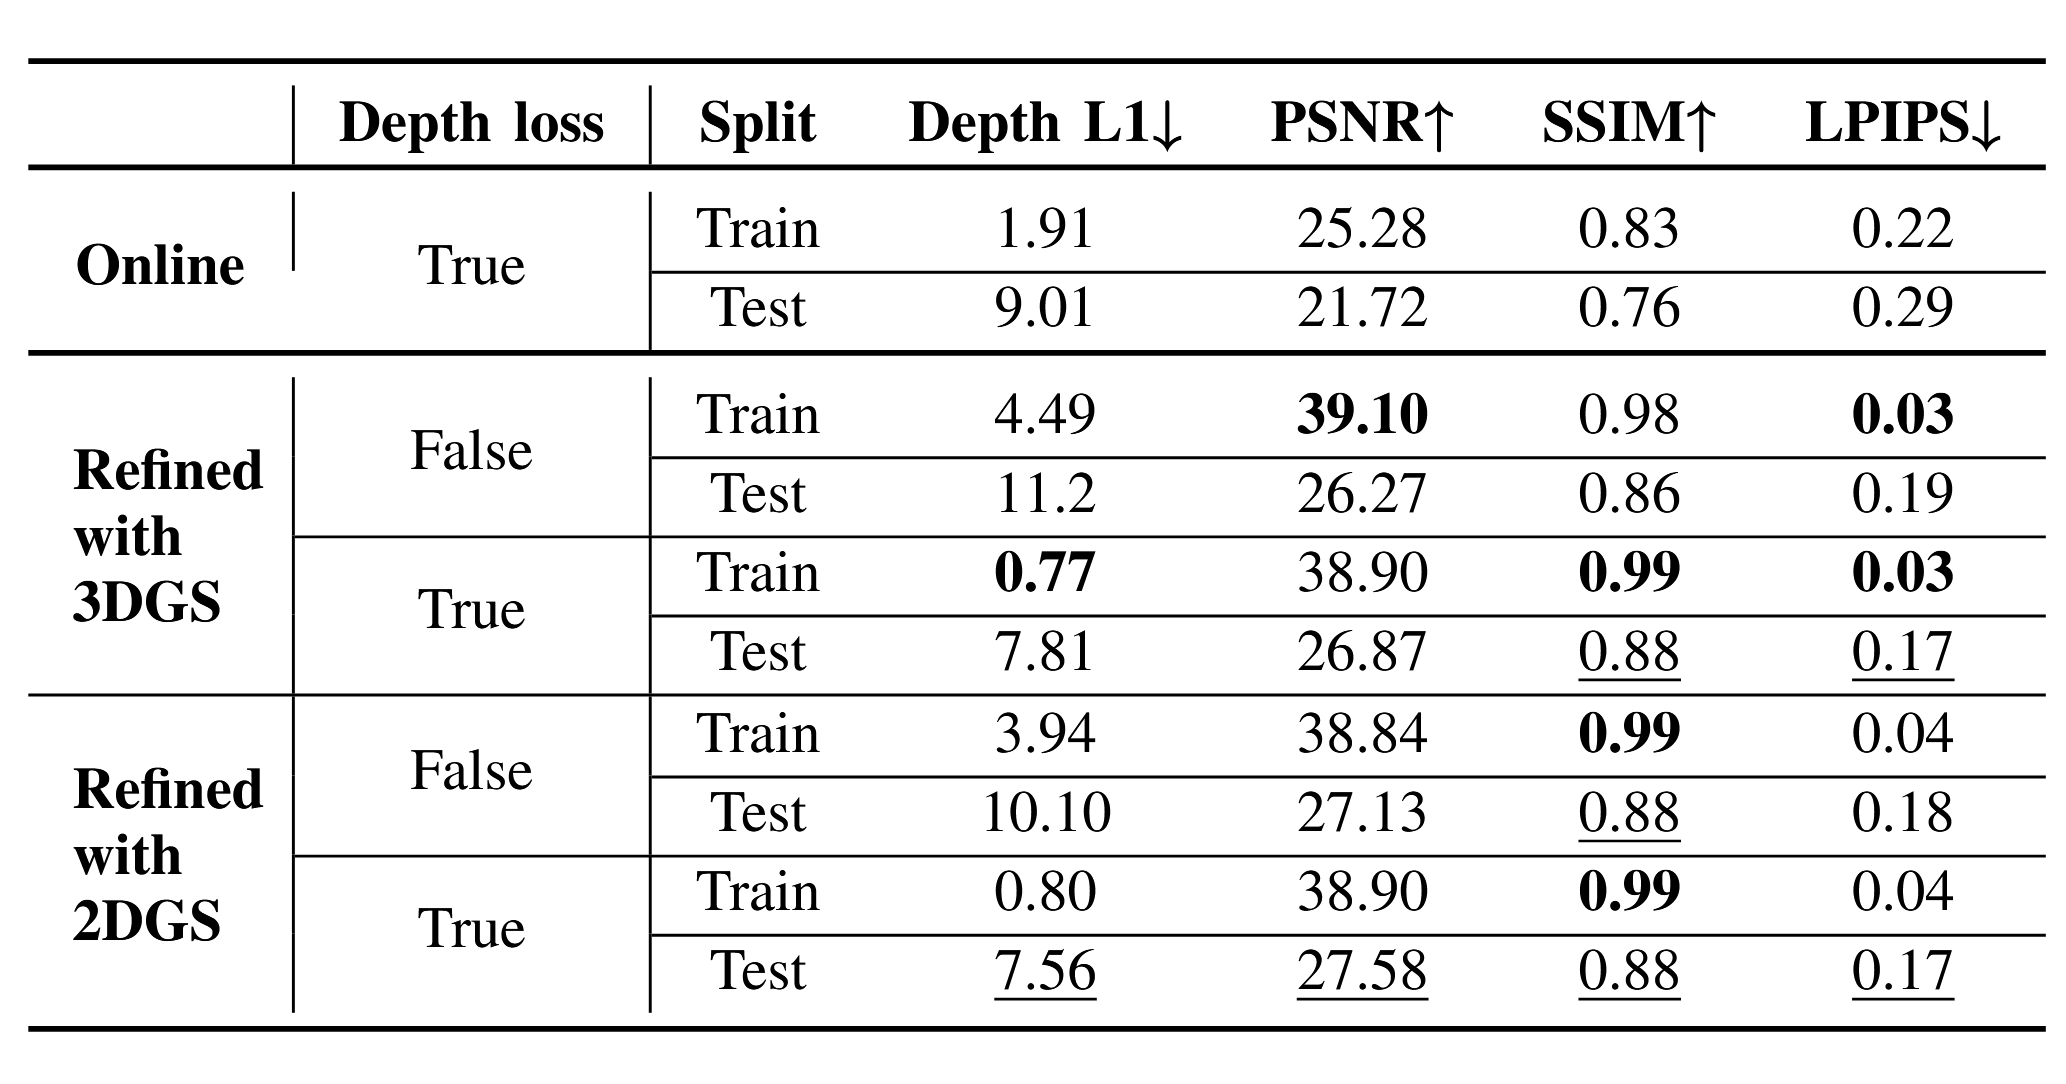 Depth loss Split Depth L1↓ PSNR↑ SSIM↑ LPIPS↓
Online True Train 1.91 25.28 0.83 0.22
Test 9.01 21.72 0.76 0.29
Refined with 3DGS False Train 4.49 39.10 0.98 0.03
Test 11.2 26.27 0.86 0.19
True Train 0.77 38.90 0.99 0.03
Test 7.81 26.87 0.88 0.17
Refined with 2DGS False Train 3.94 38.84 0.99 0.04
Test 10.10 27.13 0.88 0.18
True Train 0.80 38.90 0.99 0.04
Test 7.56 27.58 0.88 0.17